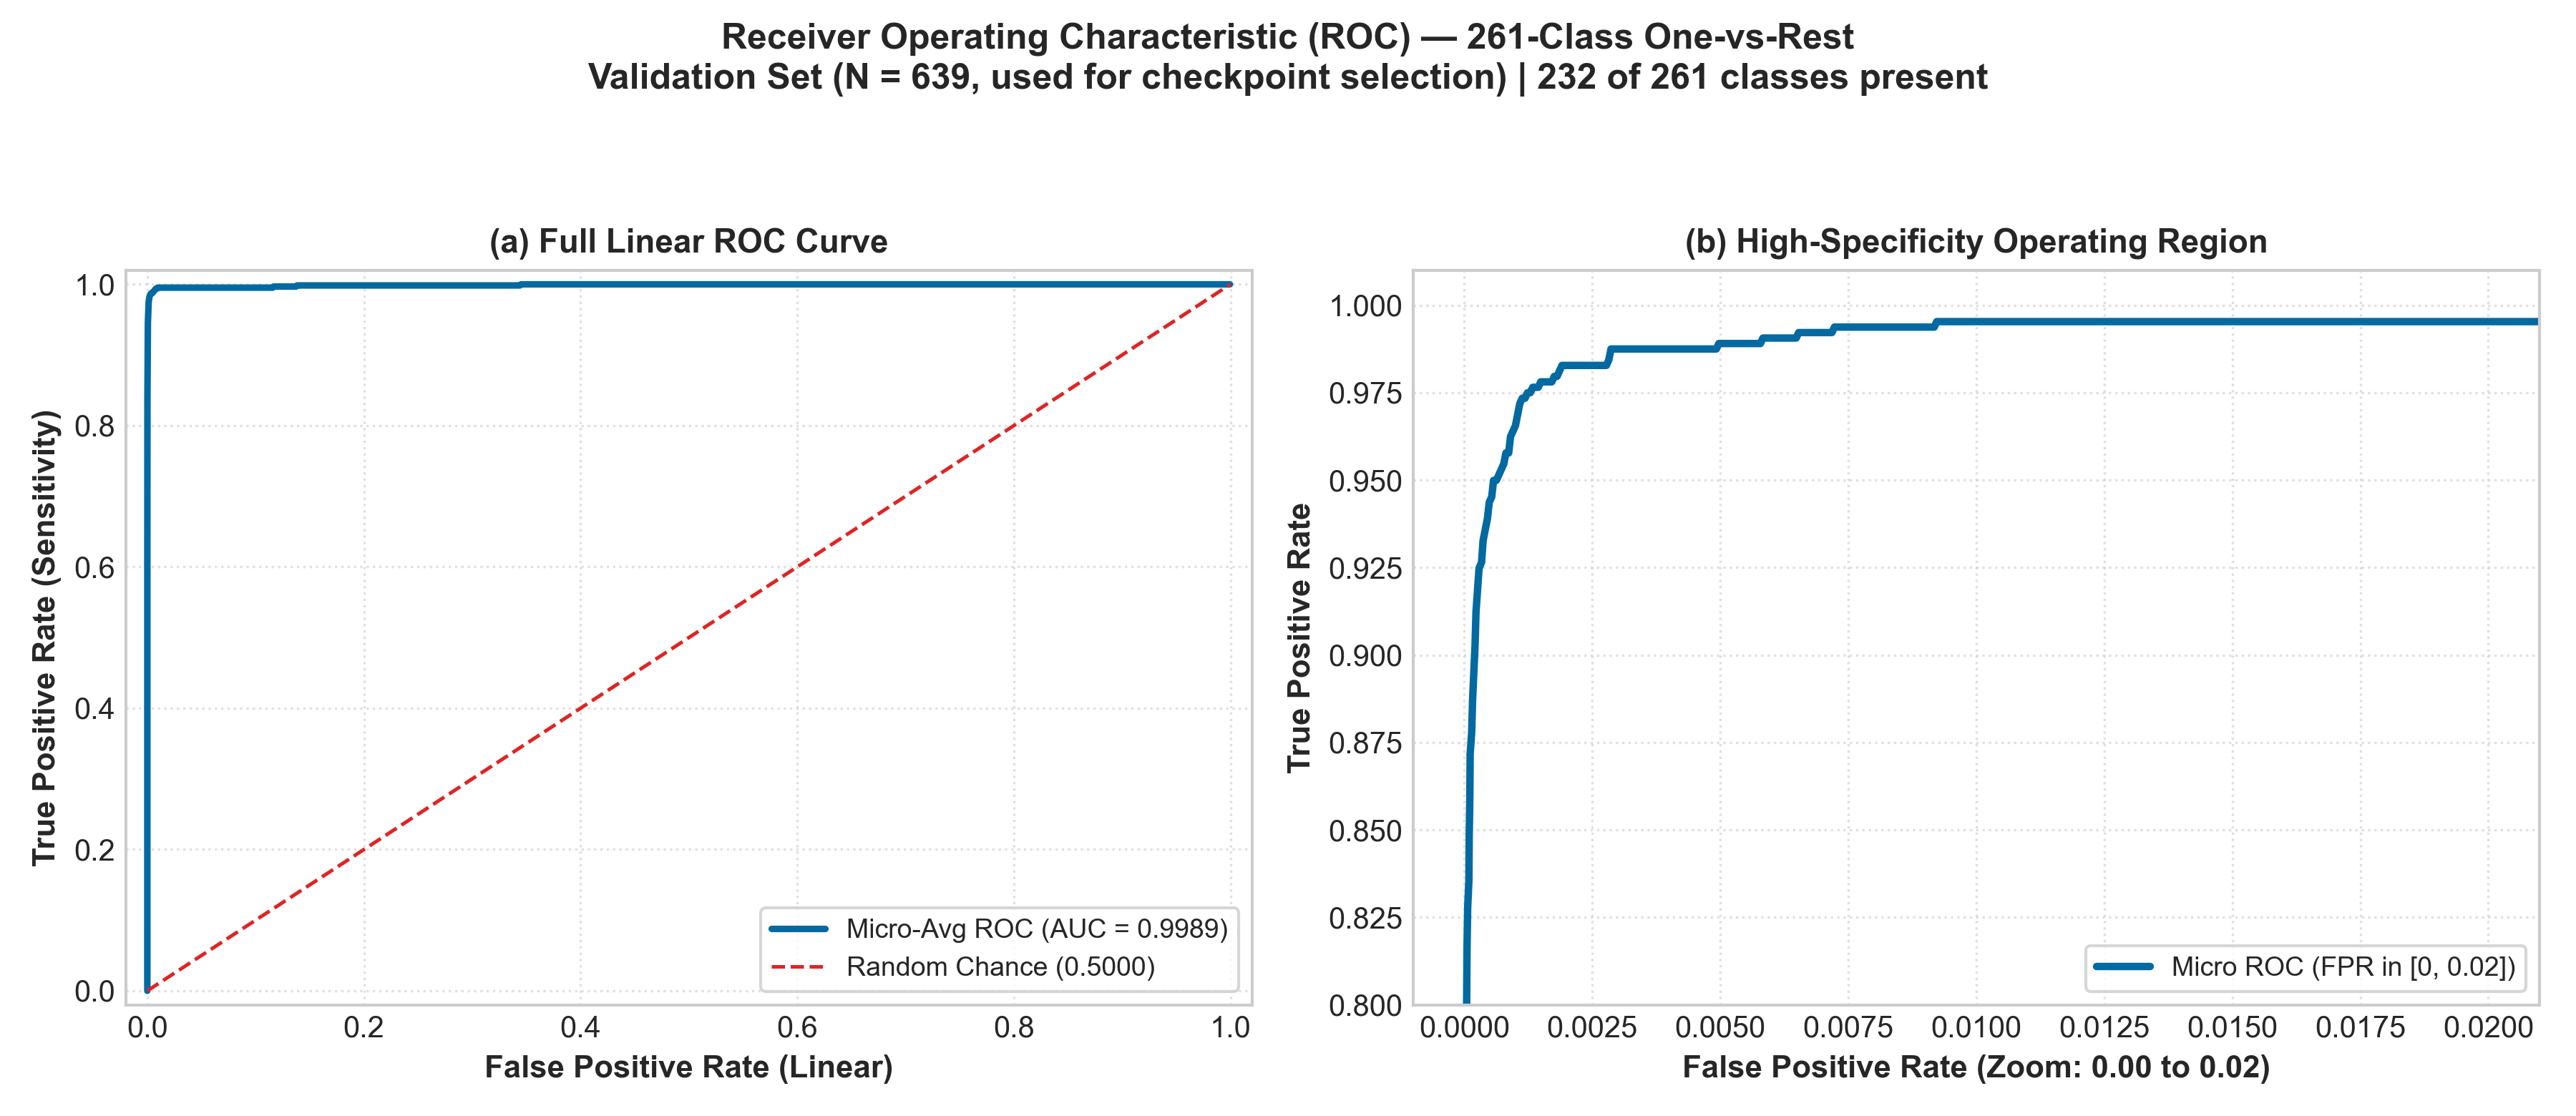 Receiver Operating Characteristic (ROC) — 261-Class One-vs-Rest
Validation Set (N = 639, used for checkpoint selection) | 232 of 261 classes present
(a) Full Linear ROC Curve
True Positive Rate (Sensitivity)
1.0
0.8
0.6
0.4
0.2
0.0
Micro-Avg ROC (AUC = 0.9989)
Random Chance (0.5000)
0.0 0.2 0.4 0.6 0.8 1.0
False Positive Rate (Linear)
(b) High-Specificity Operating Region
True Positive Rate
1.000
0.975
0.950
0.925
0.900
0.875
0.850
0.825
0.800
Micro ROC (FPR in [0, 0.02])
0.0000 0.0025 0.0050 0.0075 0.0100 0.0125 0.0150 0.0175 0.0200
False Positive Rate (Zoom: 0.00 to 0.02)